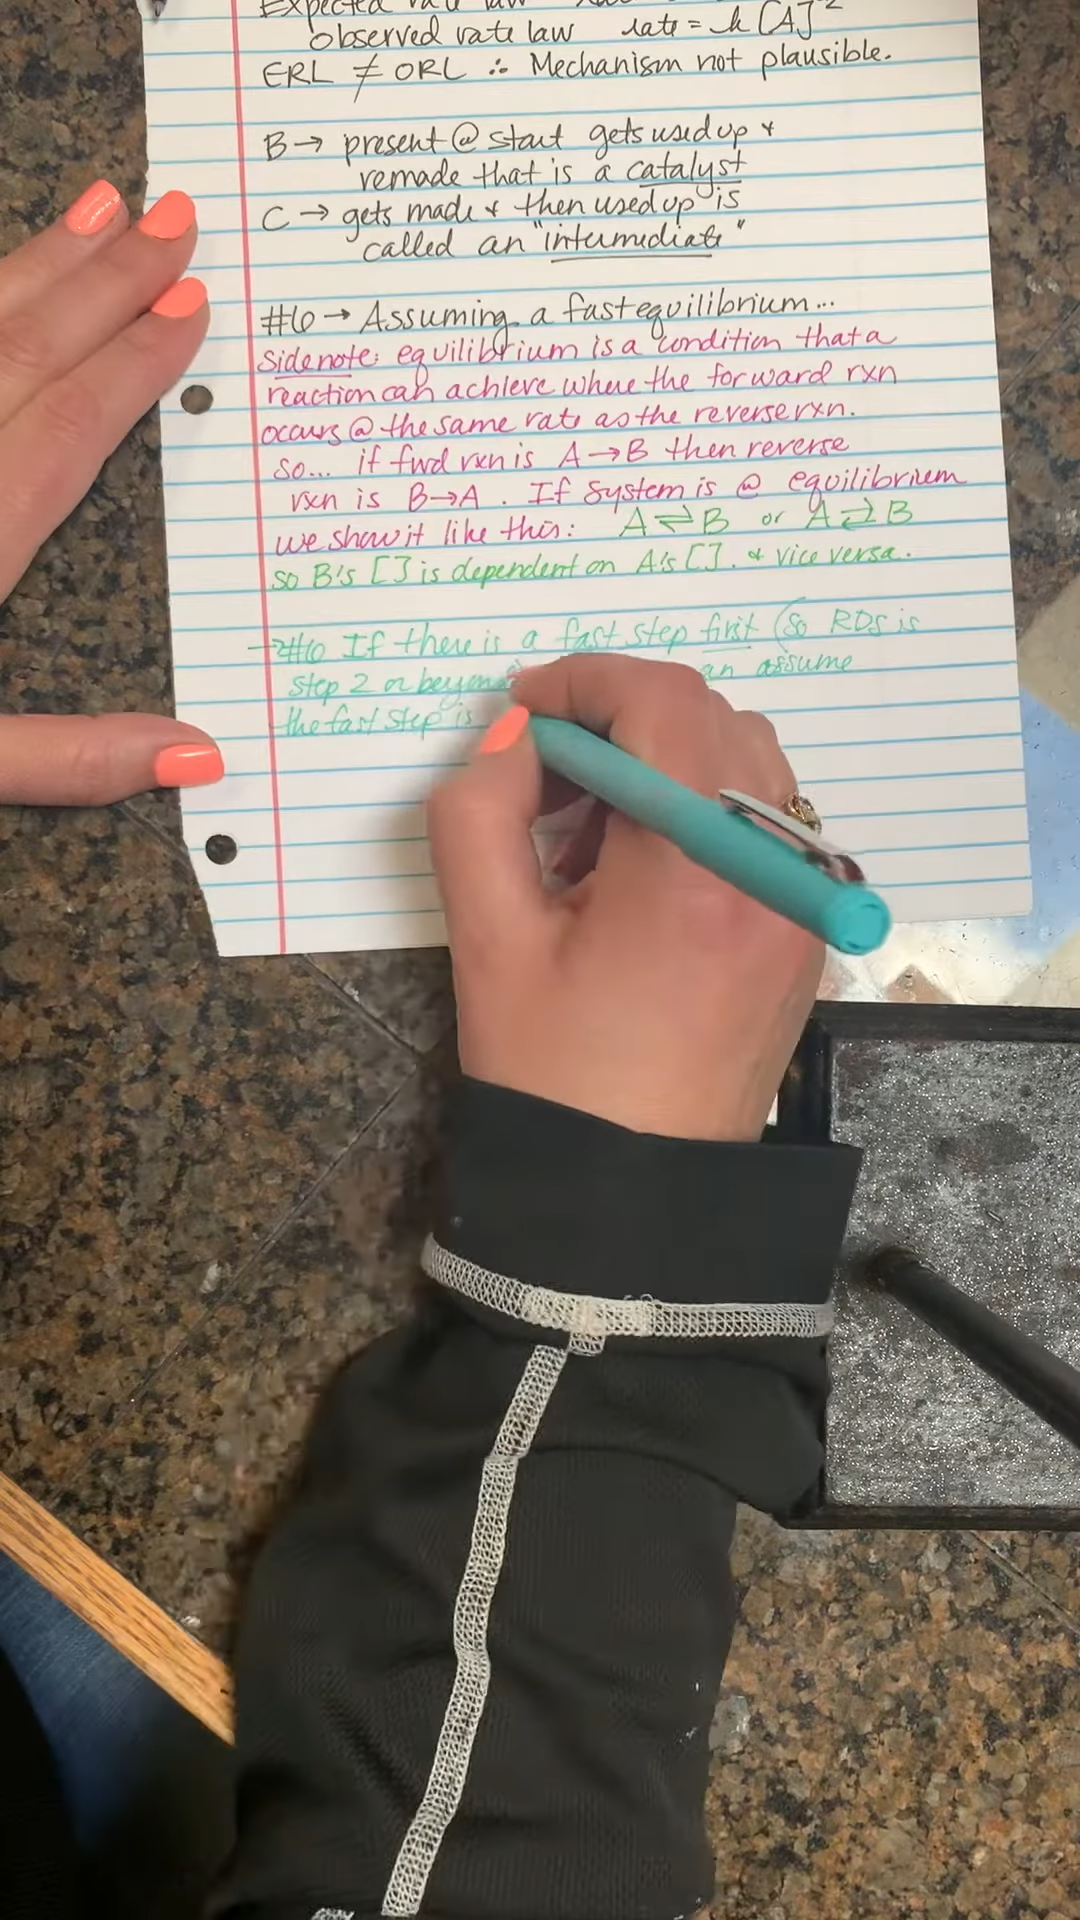 Expected rate law
Observed rate law rate = k [A]²
ERL ≠ ORL ∴ Mechanism not plausible.
B → present @ start gets used up &
remade that is a catalyst
C → gets made & then used up is
called an "intermediate"
#6 → Assuming a fast equilibrium...
Sidenote: equilibrium is a condition that a
reaction can achieve where the forward rxn
occurs @ the same rate as the reverse rxn.
So... if fwd rxn is A → B then reverse
rxn is B → A. If system is @ equilibrium
we show it like this: A ⇌ B or A ⇄ B
so B's [] is dependent on A's []. & vice versa.
→ #6 If there is a fast step first (so RDS is
step 2 or beyond an assume
the fast step is